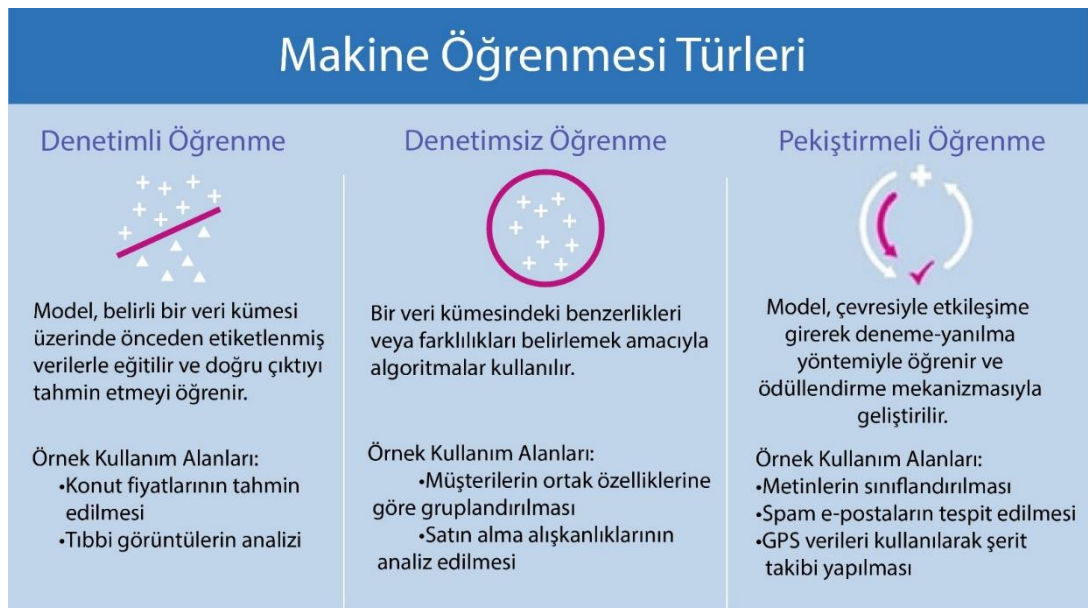 Makine Öğrenmesi Türleri
Denetimli Öğrenme
Model, belirli bir veri kümesi
üzerinde önceden etiketlenmiş
verilerle eğitilir ve doğru çıktıyı
tahmin etmeyi öğrenir.
Örnek Kullanım Alanları:
•Konut fiyatlarının tahmin
edilmesi
•Tıbbi görüntülerin analizi
Denetimsiz Öğrenme
Bir veri kümesindeki benzerlikleri
veya farklılıkları belirlemek amacıyla
algoritmalar kullanılır.
Örnek Kullanım Alanları:
•Müşterilerin ortak özelliklerine
göre gruplandırılması
•Satın alma alışkanlıklarının
analiz edilmesi
Pekiştirmeli Öğrenme
Model, çevresiyle etkileşime
girerek deneme-yanılma
yöntemiyle öğrenir ve
ödüllendirme mekanizmasıyla
geliştirilir.
Örnek Kullanım Alanları:
•Metinlerin sınıflandırılması
•Spam e-postaların tespit edilmesi
•GPS verileri kullanılarak şerit
takibi yapılması